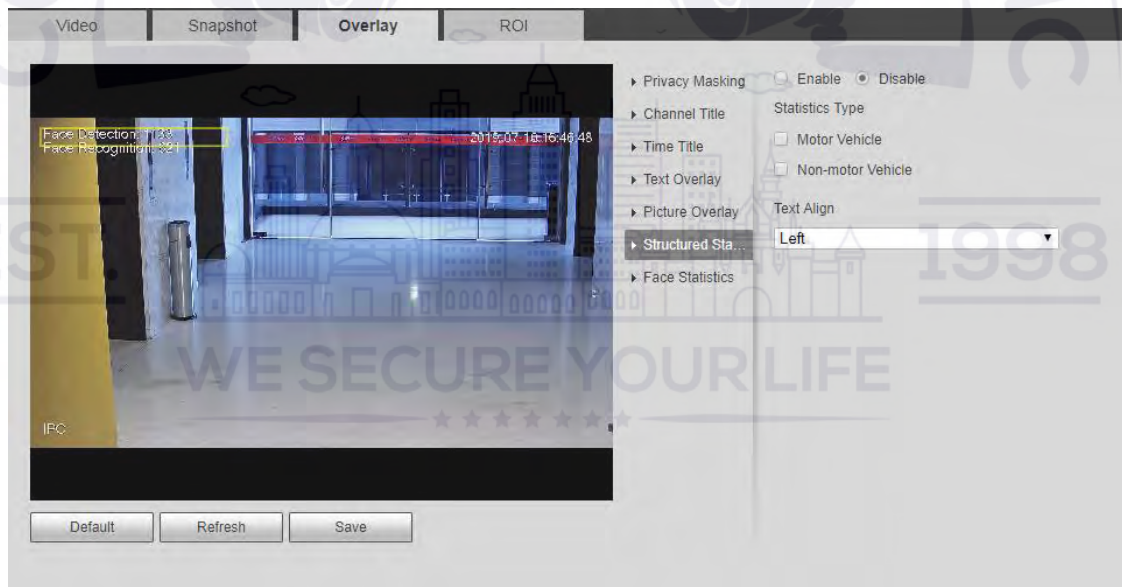 Video Snapshot Overlay ROI
Face Detection:
Face Recognition: 321
IPC
Privacy Masking
Channel Title
Time Title
Text Overlay
Picture Overlay
Structured Sta...
Face Statistics
Enable Disable
Statistics Type
Motor Vehicle
Non-motor Vehicle
Text Align
Left
EST. 1998
WE SECURE YOUR LIFE
Default Refresh Save